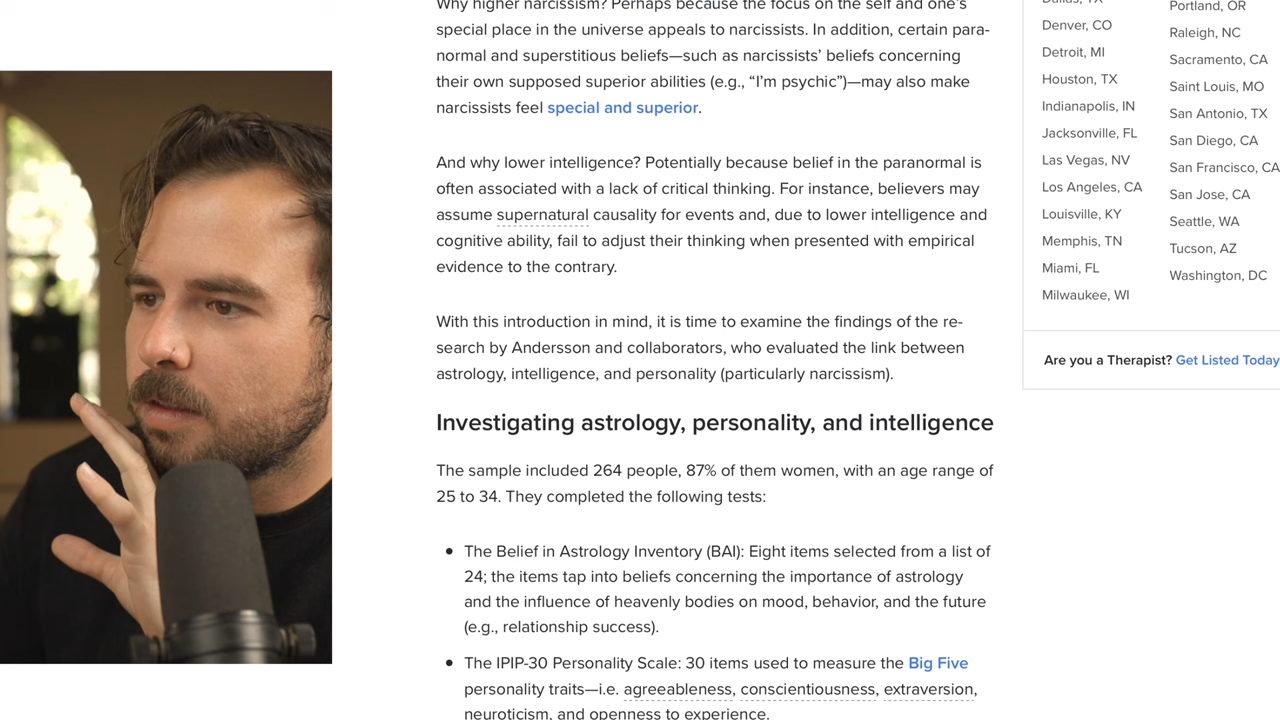 Why higher narcissism? Perhaps because the focus on the self and one's
special place in the universe appeals to narcissists. In addition, certain para-
normal and superstitious beliefs—such as narcissists' beliefs concerning
their own supposed superior abilities (e.g., “I'm psychic”)—may also make
narcissists feel special and superior.
And why lower intelligence? Potentially because belief in the paranormal is
often associated with a lack of critical thinking. For instance, believers may
assume supernatural causality for events and, due to lower intelligence and
cognitive ability, fail to adjust their thinking when presented with empirical
evidence to the contrary.
With this introduction in mind, it is time to examine the findings of the re-
search by Andersson and collaborators, who evaluated the link between
astrology, intelligence, and personality (particularly narcissism).
Investigating astrology, personality, and intelligence
The sample included 264 people, 87% of them women, with an age range of
25 to 34. They completed the following tests:
• The Belief in Astrology Inventory (BAI): Eight items selected from a list of
24; the items tap into beliefs concerning the importance of astrology
and the influence of heavenly bodies on mood, behavior, and the future
(e.g., relationship success).
• The IPIP-30 Personality Scale: 30 items used to measure the Big Five
personality traits—i.e. agreeableness, conscientiousness, extraversion,
neuroticism, and openness to experience.
Dallas, TX
Denver, CO
Detroit, MI
Houston, TX
Indianapolis, IN
Jacksonville, FL
Las Vegas, NV
Los Angeles, CA
Louisville, KY
Memphis, TN
Miami, FL
Milwaukee, WI
Portland, OR
Raleigh, NC
Sacramento, CA
Saint Louis, MO
San Antonio, TX
San Diego, CA
San Francisco, CA
San Jose, CA
Seattle, WA
Tucson, AZ
Washington, DC
Are you a Therapist? Get Listed Today